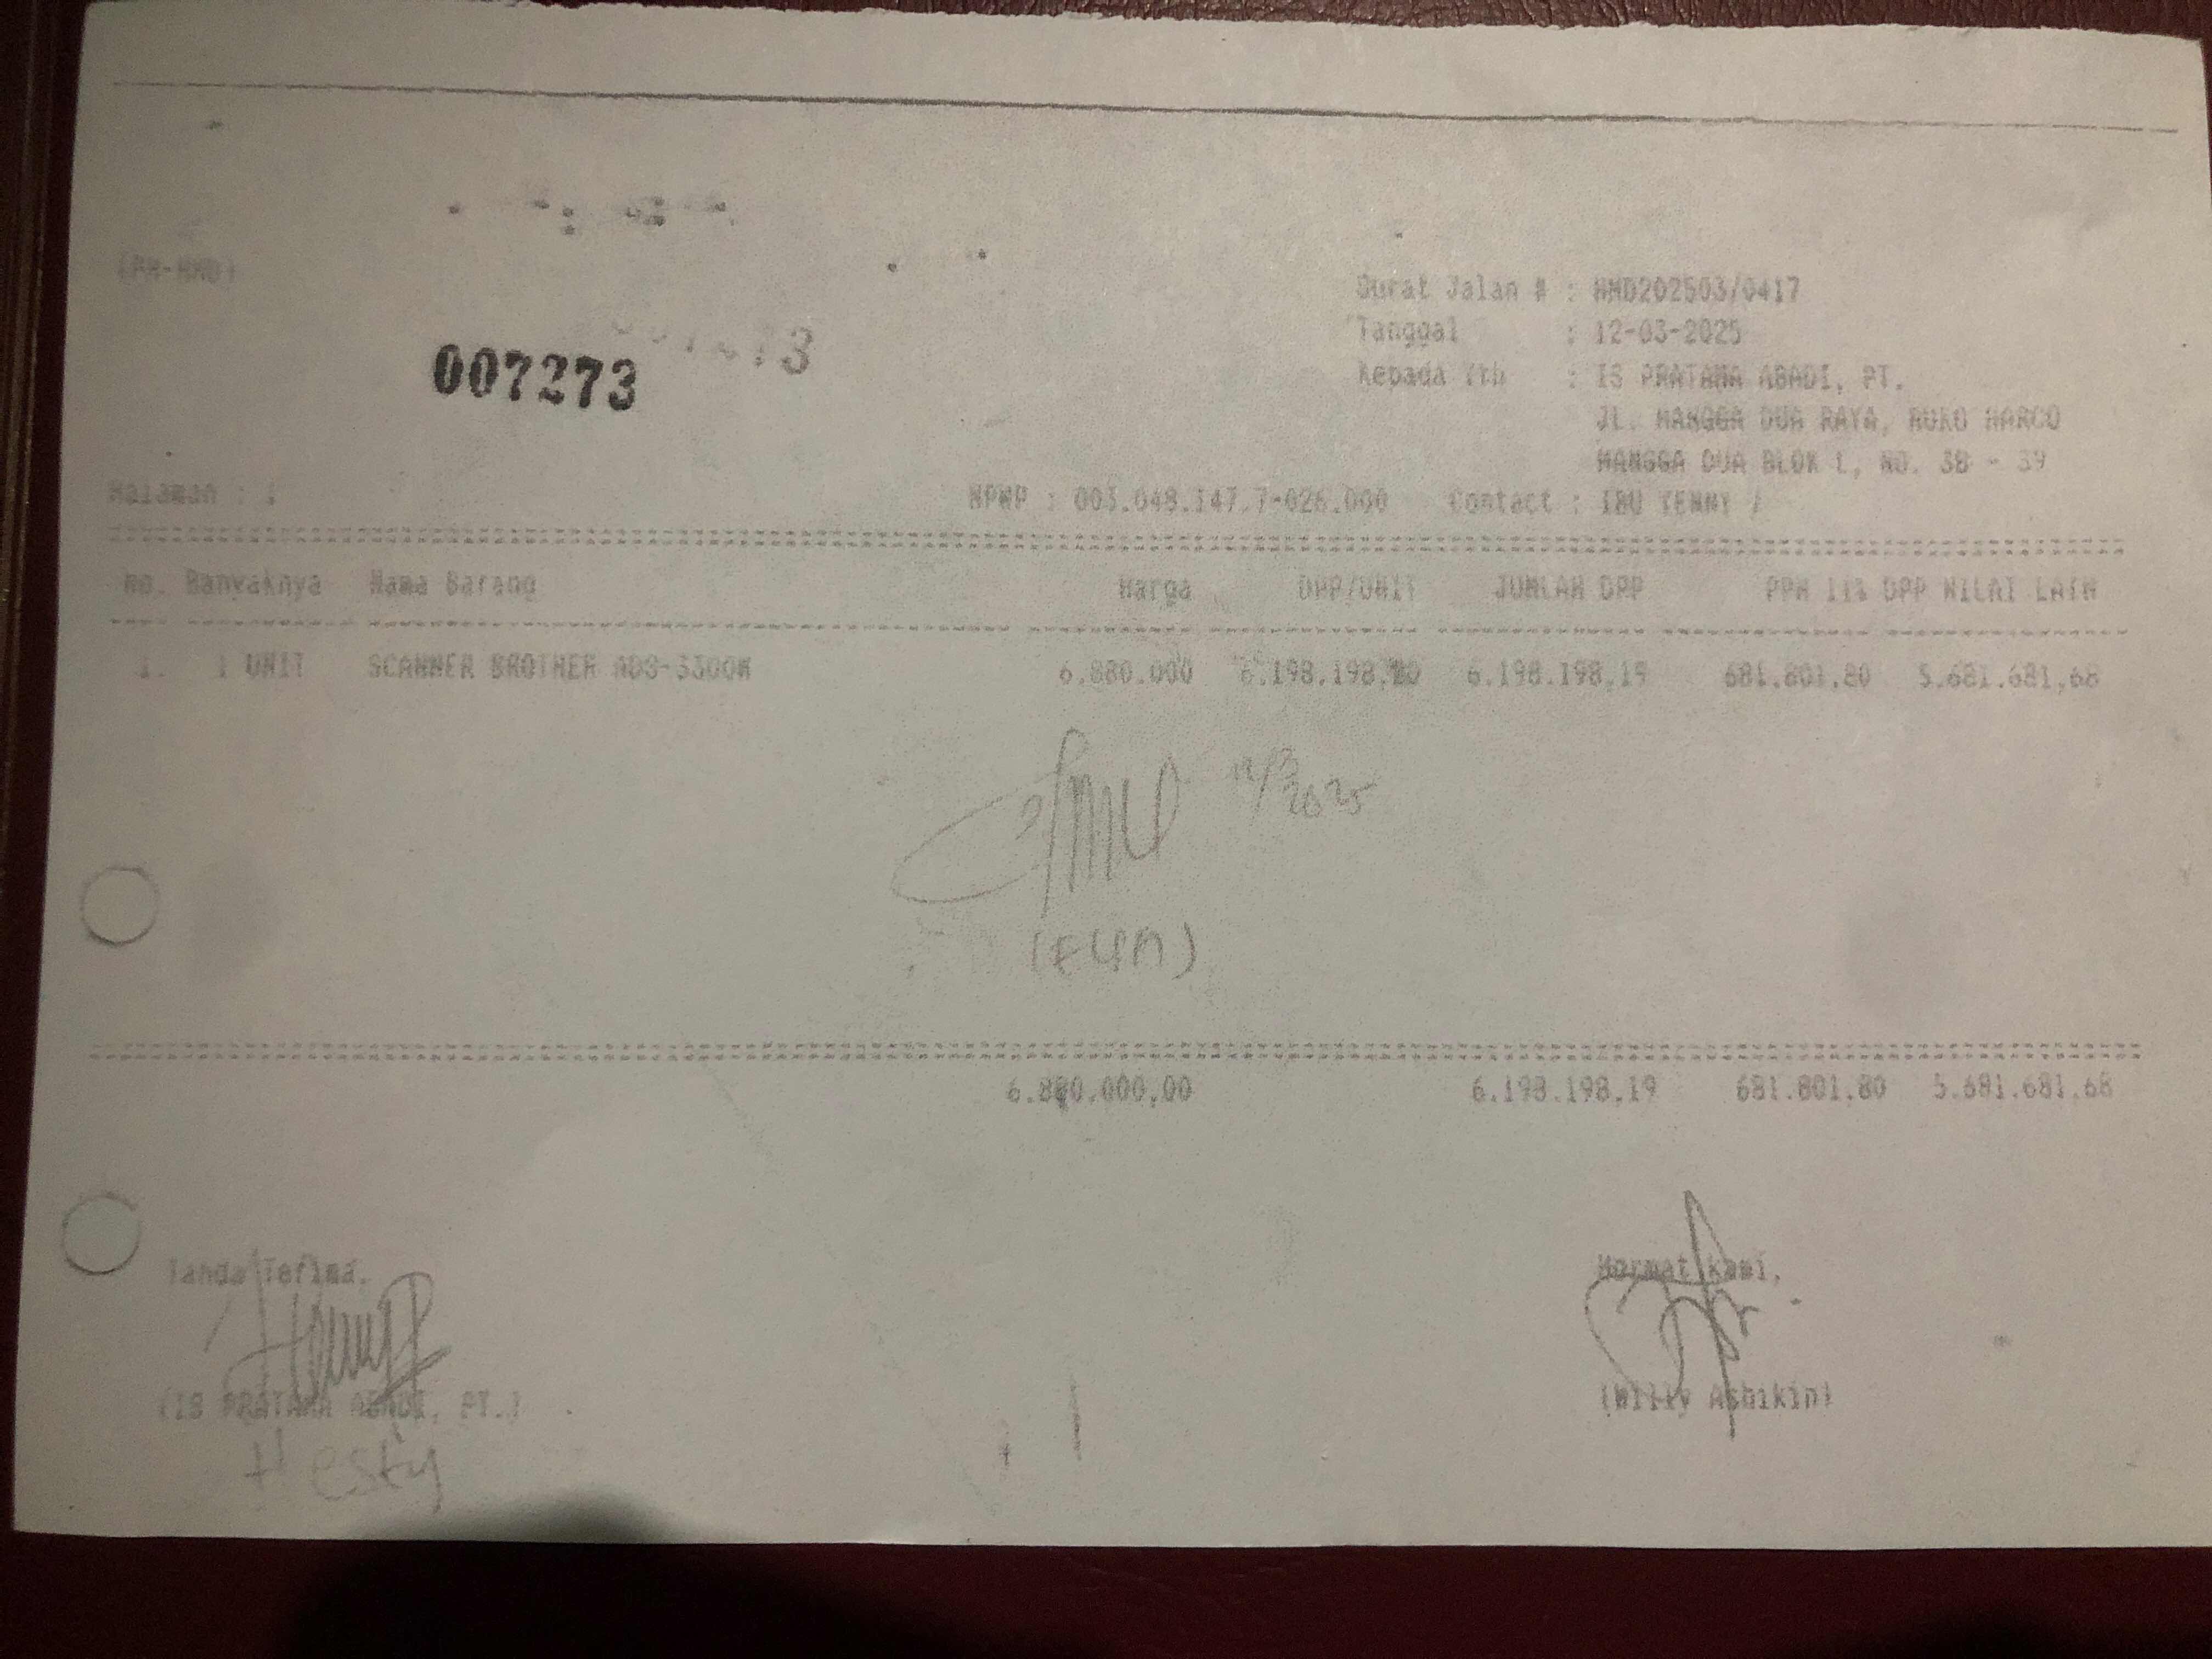 007273
Surat Jalan # : HMD202503/0417
Tanggal : 12-03-2025
Kepada Yth : IS PRATAMA ABADI, PT.
JL. MANGGA DUA RAYA, RUKO HARCO
MANGGA DUA BLOK L, NO. 38 - 39
Halaman : 1 NPWP : 003.048.147.7-026.000 Contact : IBU YENNY /
No. Banyaknya Nama Barang Harga DPP/UNIT JUMLAH DPP PPN 11% DPP NILAI LAIN
1. 1 UNIT SCANNER BROTHER ADS-3300W 6.880.000 6.198.198,20 6.198.198,19 681.801,80 5.681.681,68
12/3 2025
6.880.000,00 6.198.198,19 681.801,80 5.681.681,68
Tanda Terima, Hormat kami,
(IS PRATAMA ABADI, PT.) (Willy Ashikin)
Hesty